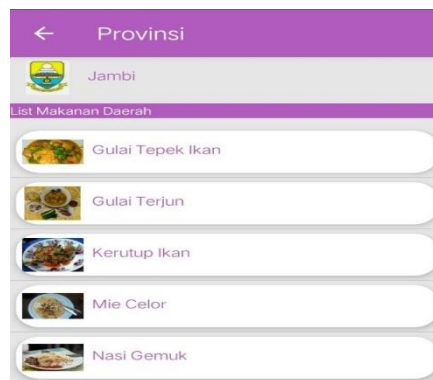 Provinsi
Jambi
List Makanan Daerah
Gulai Tepek Ikan
Gulai Terjun
Kerutup Ikan
Mie Celor
Nasi Gemuk